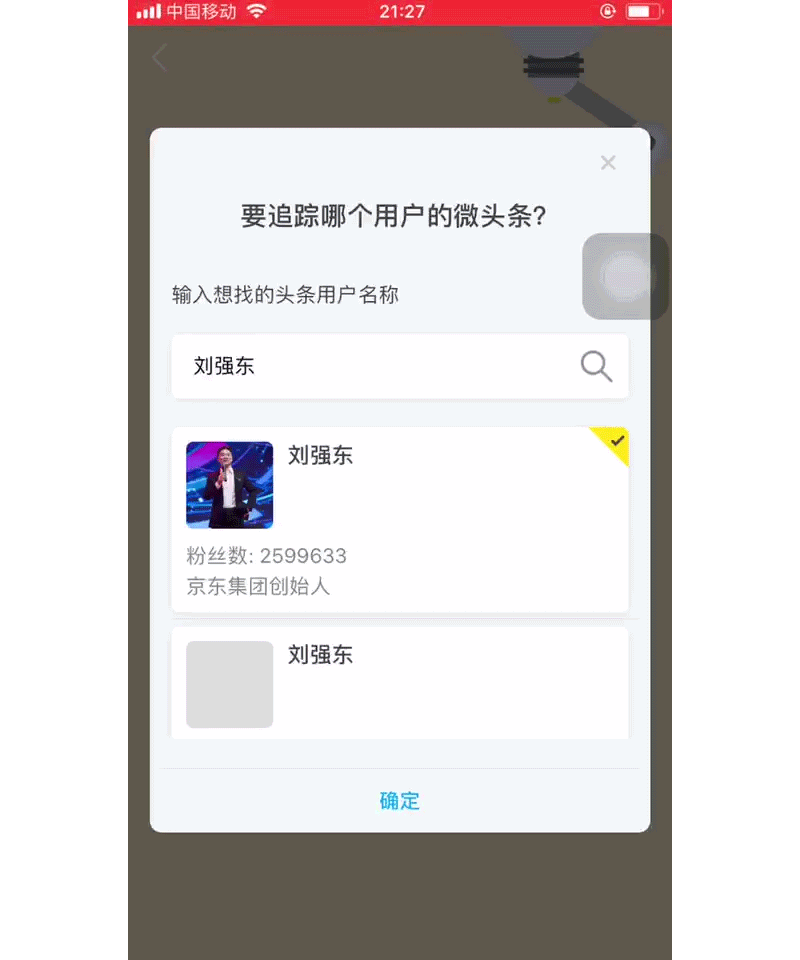 中国移动 21:27
要追踪哪个用户的微头条?
输入想找的头条用户名称
刘强东
刘强东
粉丝数: 2599633
京东集团创始人
刘强东
确定